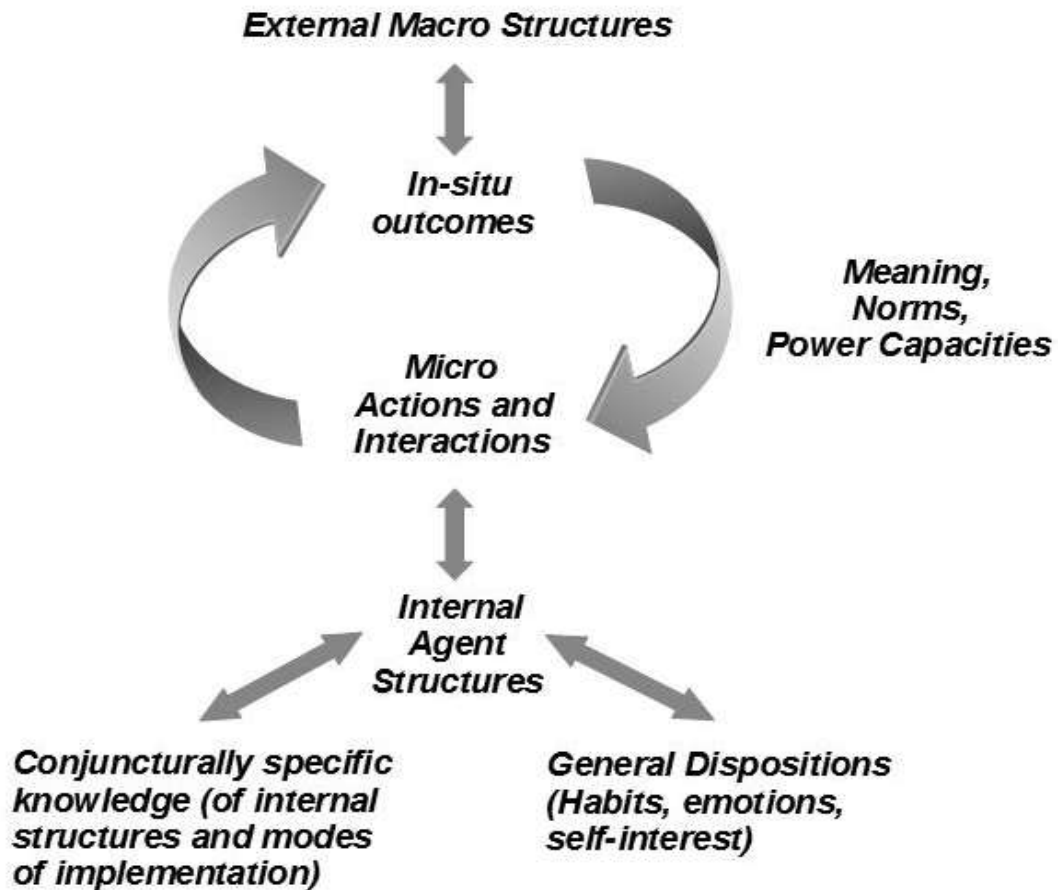 External Macro Structures
In-situ
outcomes
Meaning,
Norms,
Power Capacities
Micro
Actions and
Interactions
Internal
Agent
Structures
Conjuncturally specific
knowledge (of internal
structures and modes
of implementation)
General Dispositions
(Habits, emotions,
self-interest)